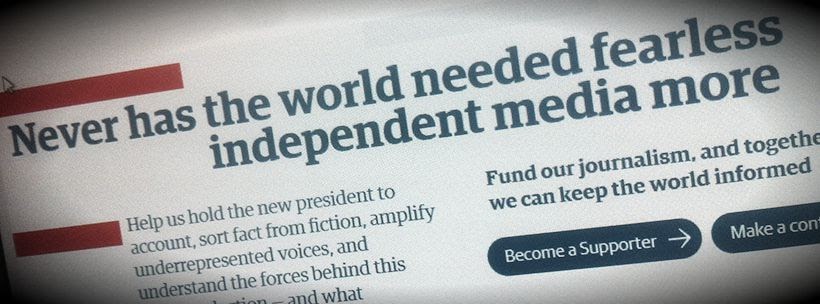 Never has the world needed fearless
independent media more
Help us hold the new president to
account, sort fact from fiction, amplify
underrepresented voices, and
understand the forces behind this
– and what
Fund our journalism, and
we can keep the world informed
Become a Supporter
Make a